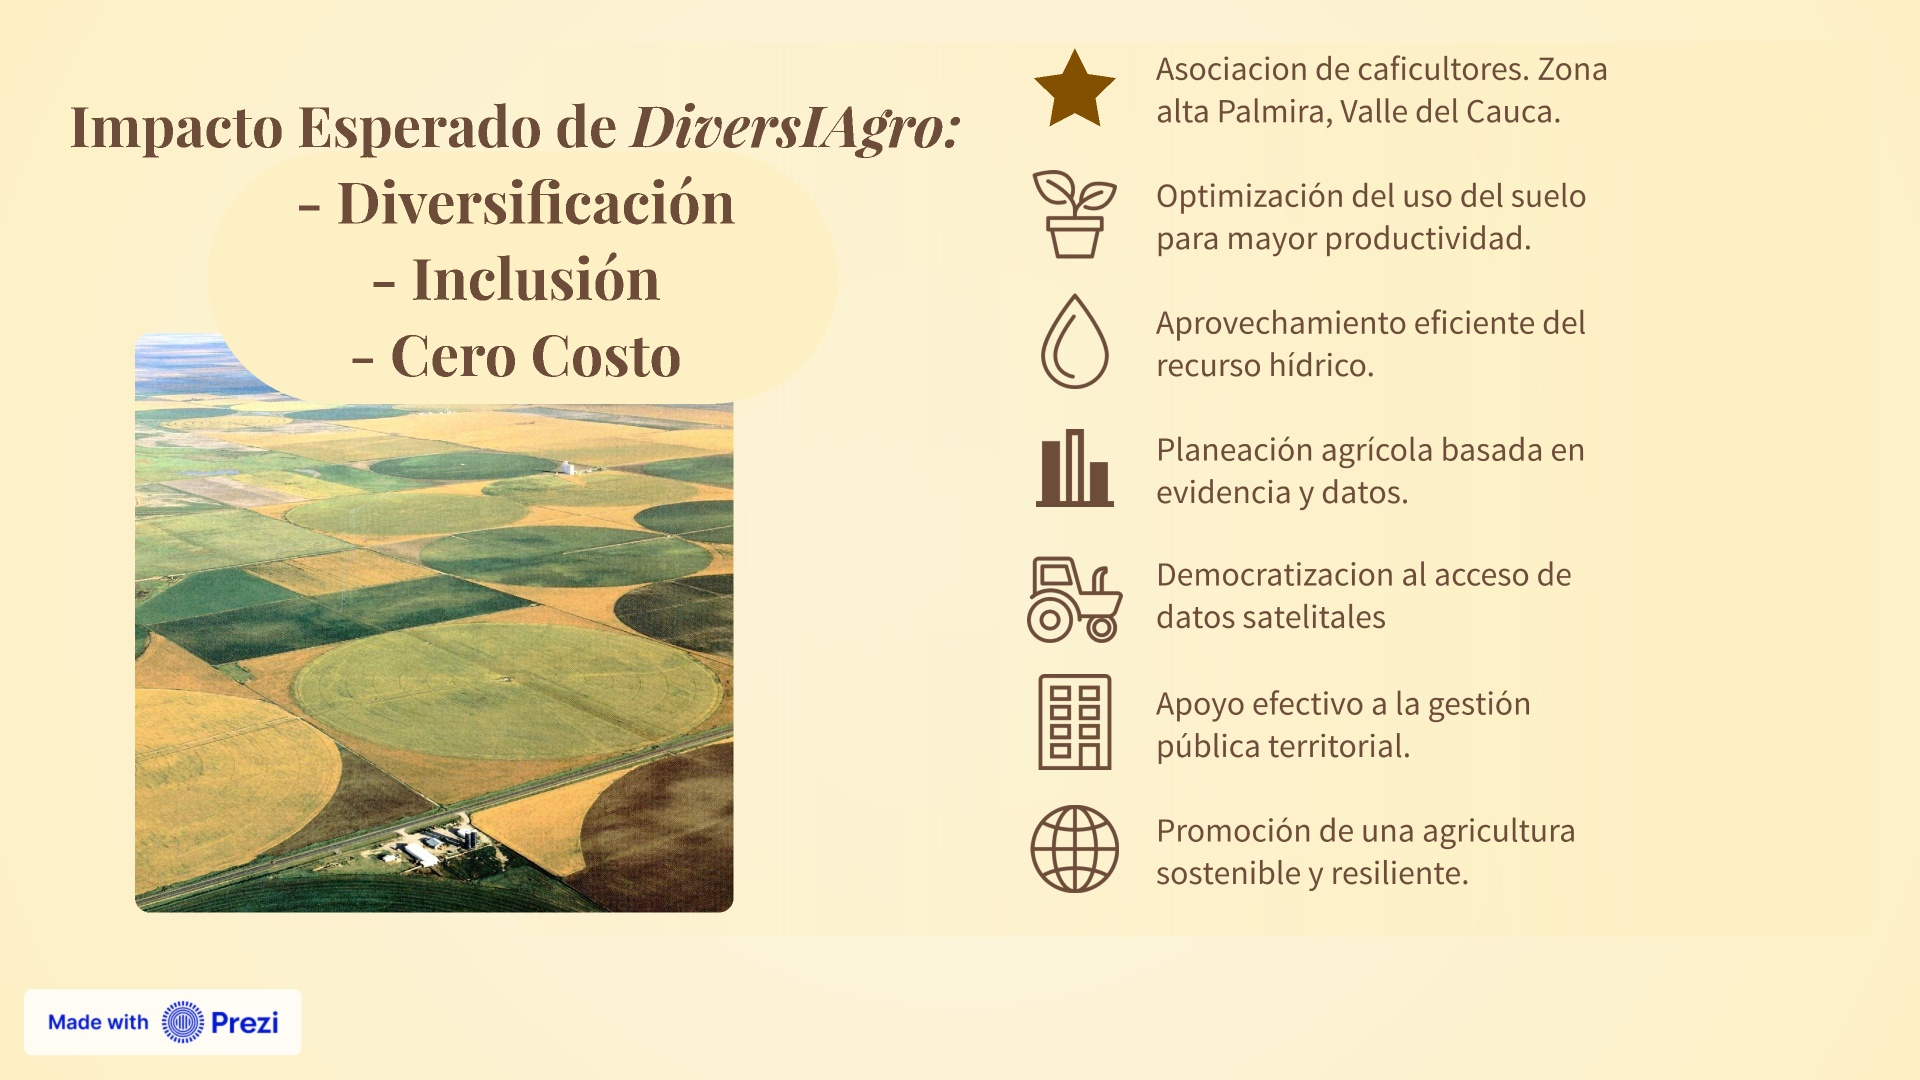 Impacto Esperado de DiversIAgro:
- Diversificación
- Inclusión
- Cero Costo
Asociacion de caficultores. Zona
alta Palmira, Valle del Cauca.
Optimización del uso del suelo
para mayor productividad.
Aprovechamiento eficiente del
recurso hídrico.
Planeación agrícola basada en
evidencia y datos.
Democratizacion al acceso de
datos satelitales
Apoyo efectivo a la gestión
pública territorial.
Promoción de una agricultura
sostenible y resiliente.
Made with Prezi